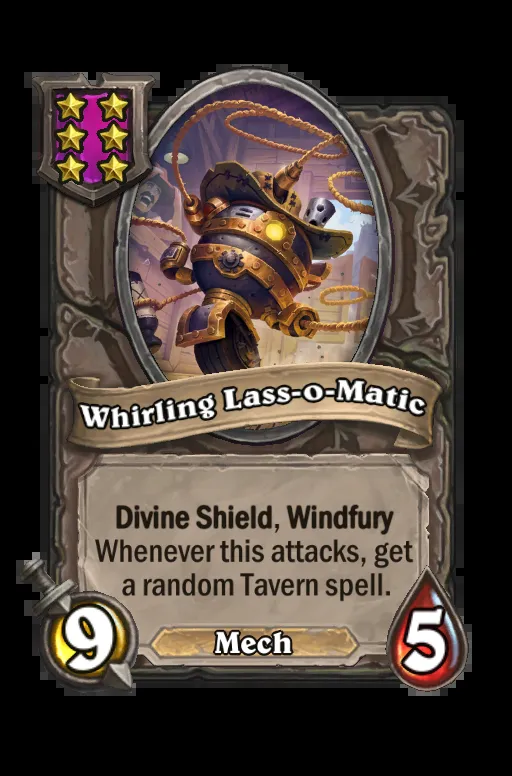 Whirling Lass-o-Matic
Divine Shield, Windfury
Whenever this attacks, get
a random Tavern spell.
9
Mech
5